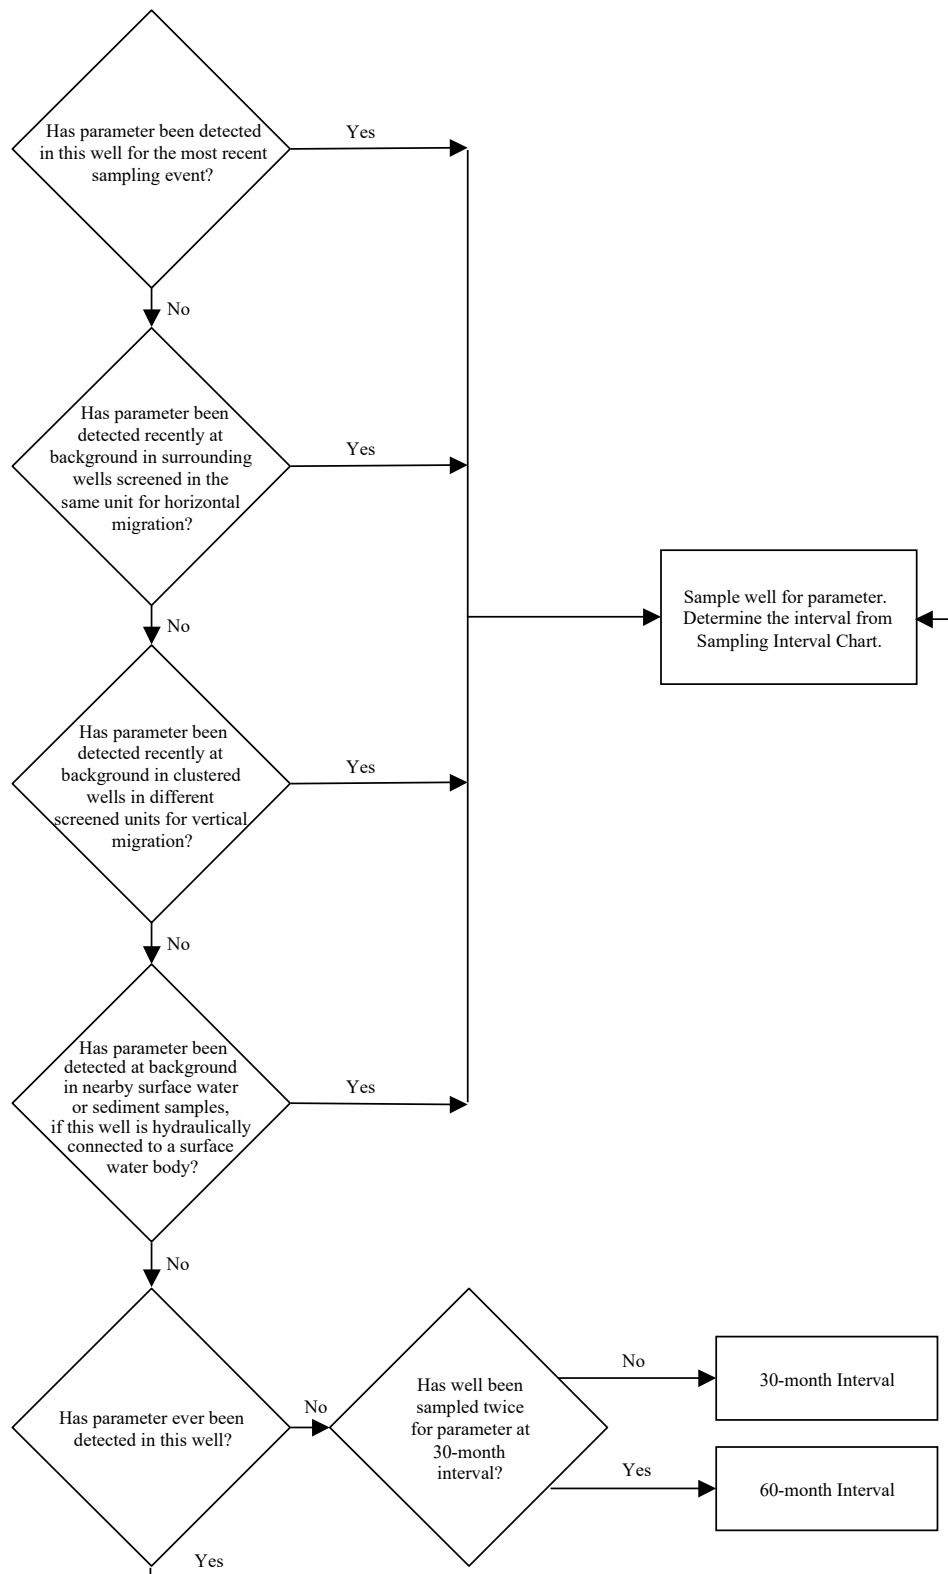 Has parameter been detected
in this well for the most recent
sampling event?
Yes
No
Has parameter been
detected recently at
background in surrounding
wells screened in the
same unit for horizontal
migration?
Yes
No
Sample well for parameter.
Determine the interval from
Sampling Interval Chart.
Has parameter been
detected recently at
background in clustered
wells in different
screened units for vertical
migration?
Yes
No
Has parameter been
detected at background
in nearby surface water
or sediment samples,
if this well is hydraulically
connected to a surface
water body?
Yes
No
Has parameter ever been
detected in this well?
No
Has well been
sampled twice
for parameter at
30-month
interval?
No
30-month Interval
Yes
60-month Interval
Yes